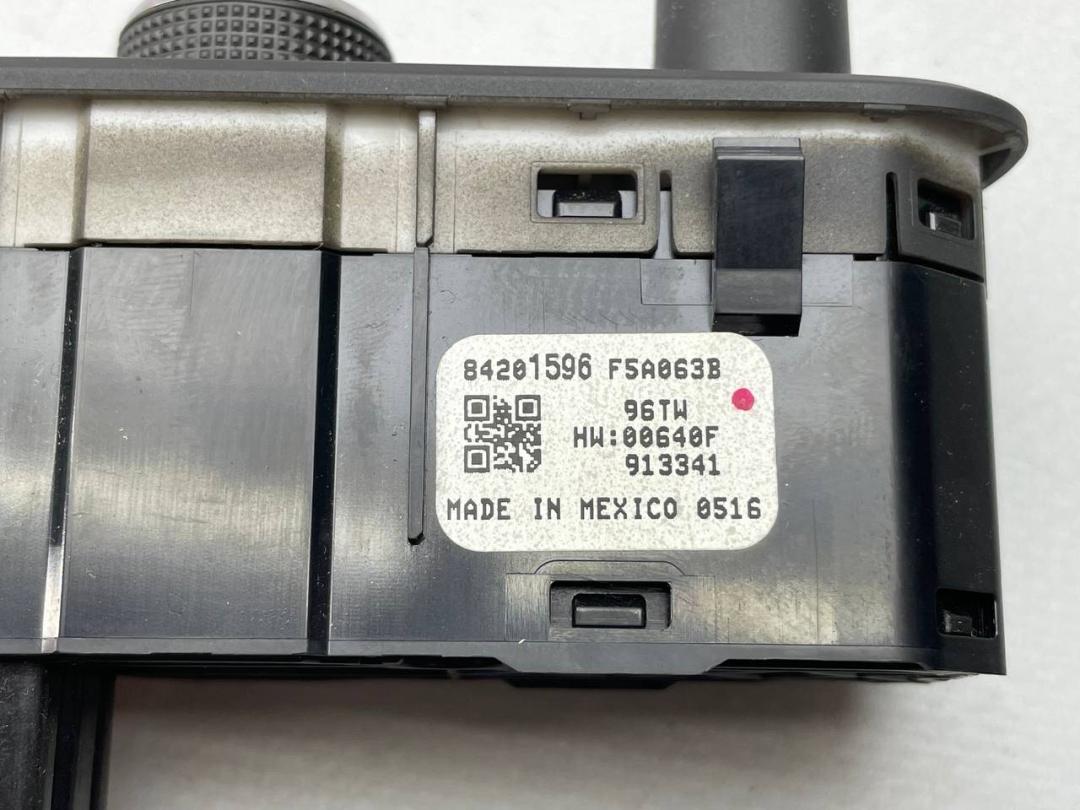 84201596 F5A063B
96TW
HW:00640F
913341
MADE IN MEXICO 0516